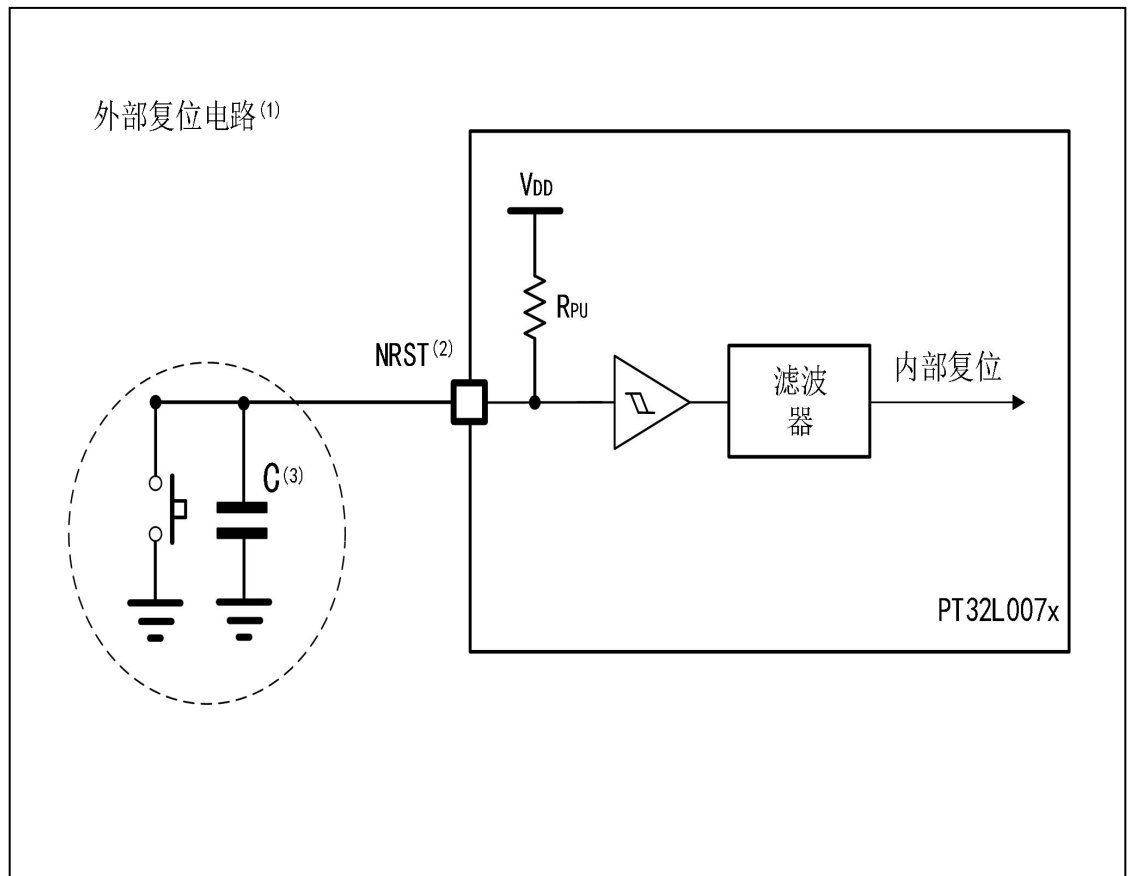 外部复位电路(1)
VDD
RPU
NRST(2)
滤波
器
内部复位
C(3)
PT32L007x